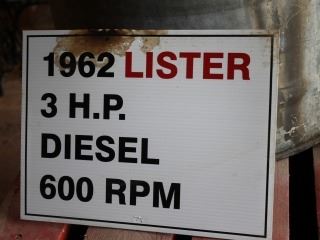 1962 LISTER
3 H.P.
DIESEL
600 RPM